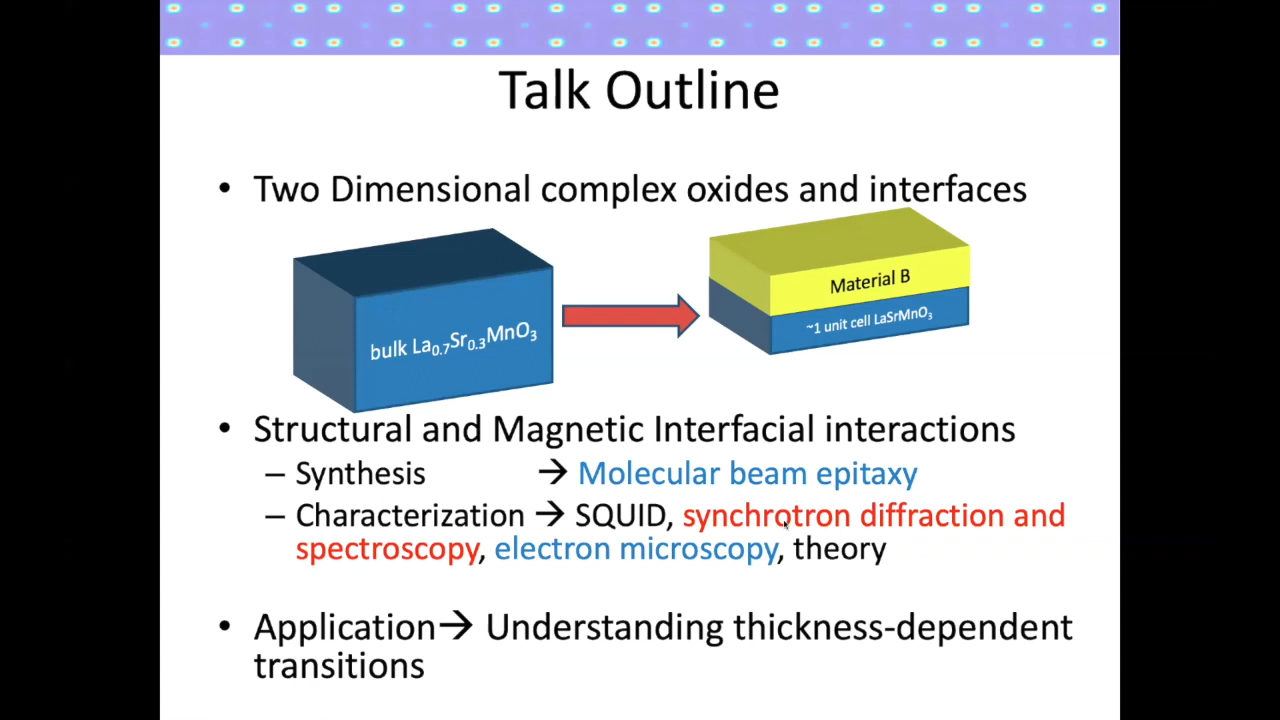 Talk Outline
• Two Dimensional complex oxides and interfaces
bulk La₀.₇Sr₀.₃MnO₃
Material B
~1 unit cell LaSrMnO₃
• Structural and Magnetic Interfacial interactions
– Synthesis → Molecular beam epitaxy
– Characterization → SQUID, synchrotron diffraction and
spectroscopy, electron microscopy, theory
• Application→ Understanding thickness-dependent
transitions